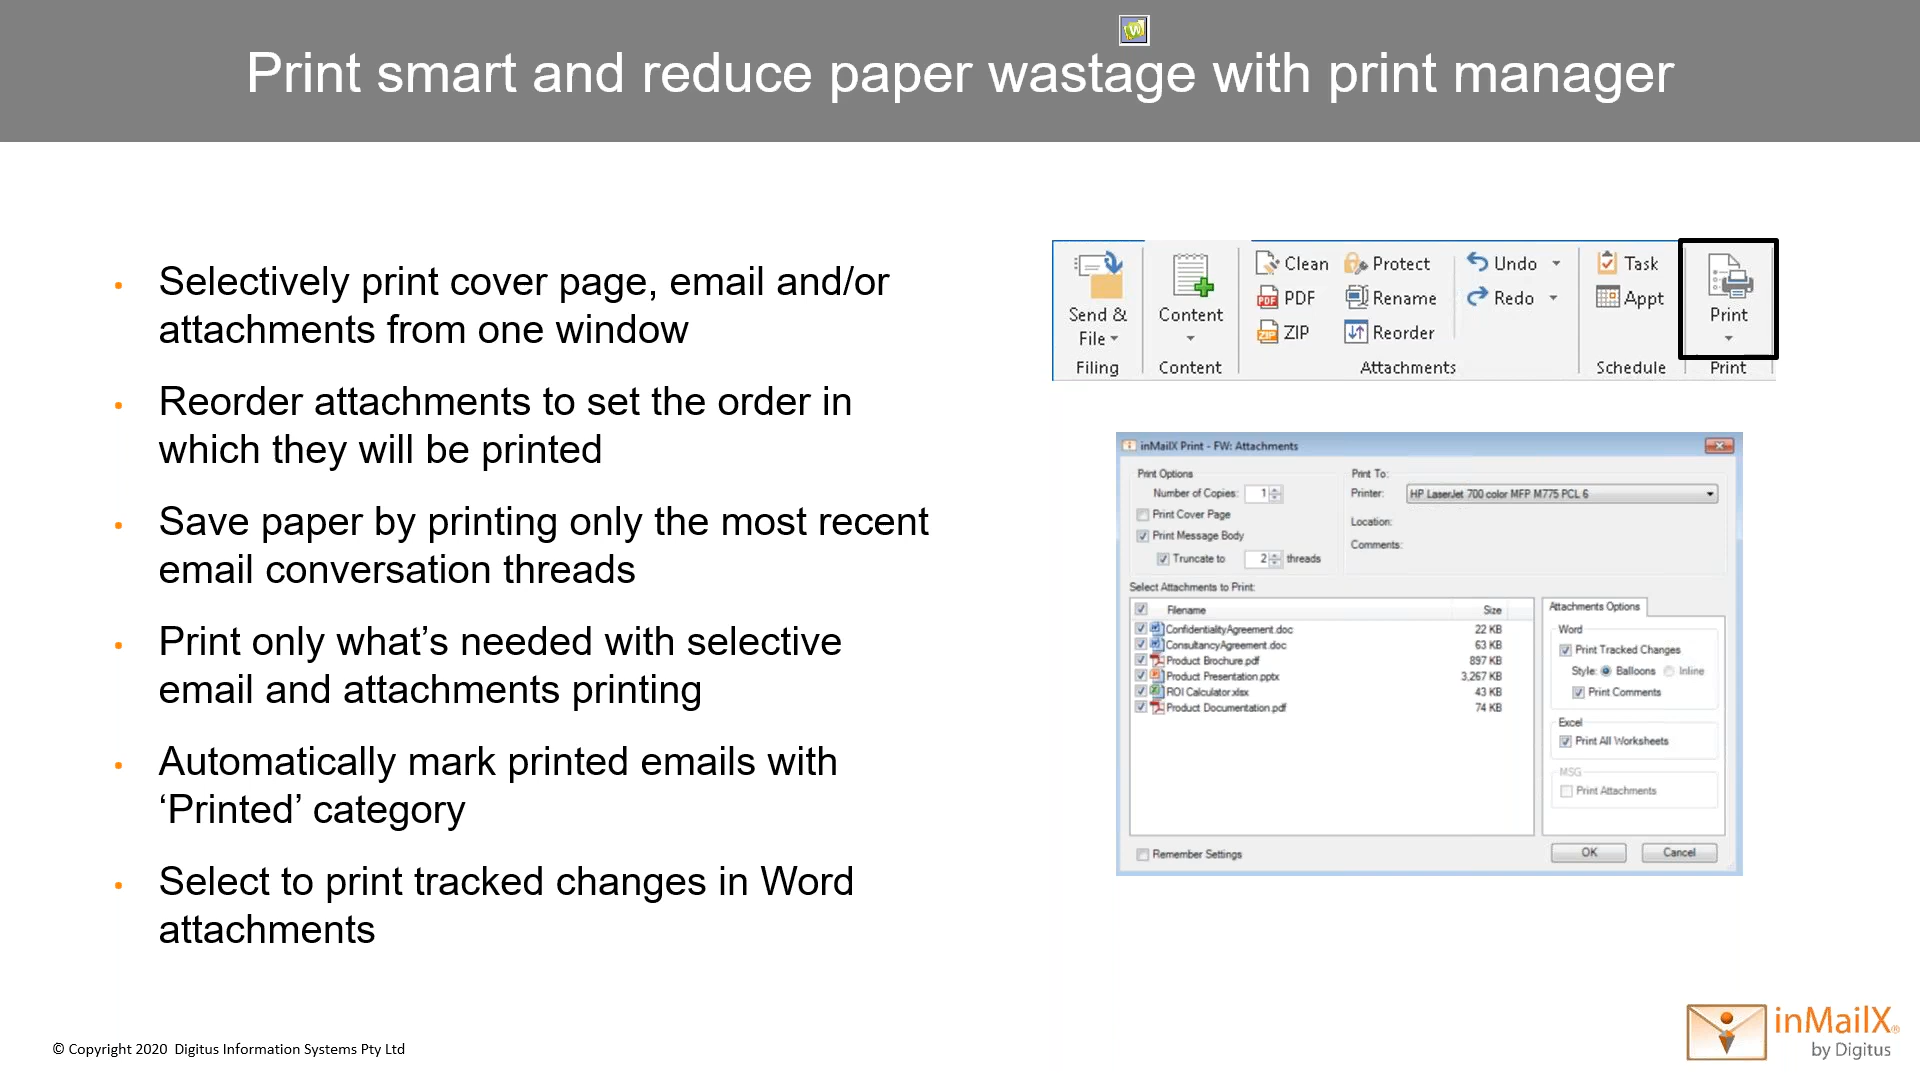 Print smart and reduce paper wastage with print manager
• Selectively print cover page, email and/or
attachments from one window
• Reorder attachments to set the order in
which they will be printed
• Save paper by printing only the most recent
email conversation threads
• Print only what’s needed with selective
email and attachments printing
• Automatically mark printed emails with
‘Printed’ category
• Select to print tracked changes in Word
attachments
Send &
File
Filing
Content
Content
Clean
PDF
ZIP
Protect
Rename
Reorder
Undo
Redo
Attachments
Task
Appt
Schedule
Print
Print
inMailX Print - FW: Attachments
Print Options
Number of Copies: 1
Print Cover Page
Print Message Body
Truncate to 2 threads
Print To:
Printer: HP LaserJet 700 color MFP M775 PCL 6
Location:
Comments:
Select Attachments to Print:
Filename Size
ConfidentialityAgreement.doc 22 KB
ConsultancyAgreement.doc 63 KB
Product Brochure.pdf 897 KB
Product Presentation.pptx 3,267 KB
ROI Calculator.xlsx 43 KB
Product Documentation.pdf 74 KB
Attachments Options
Word
Print Tracked Changes
Style: Balloons Inline
Print Comments
Excel
Print All Worksheets
MSG
Print Attachments
Remember Settings
OK Cancel
© Copyright 2020 Digitus Information Systems Pty Ltd
inMailX®
by Digitus